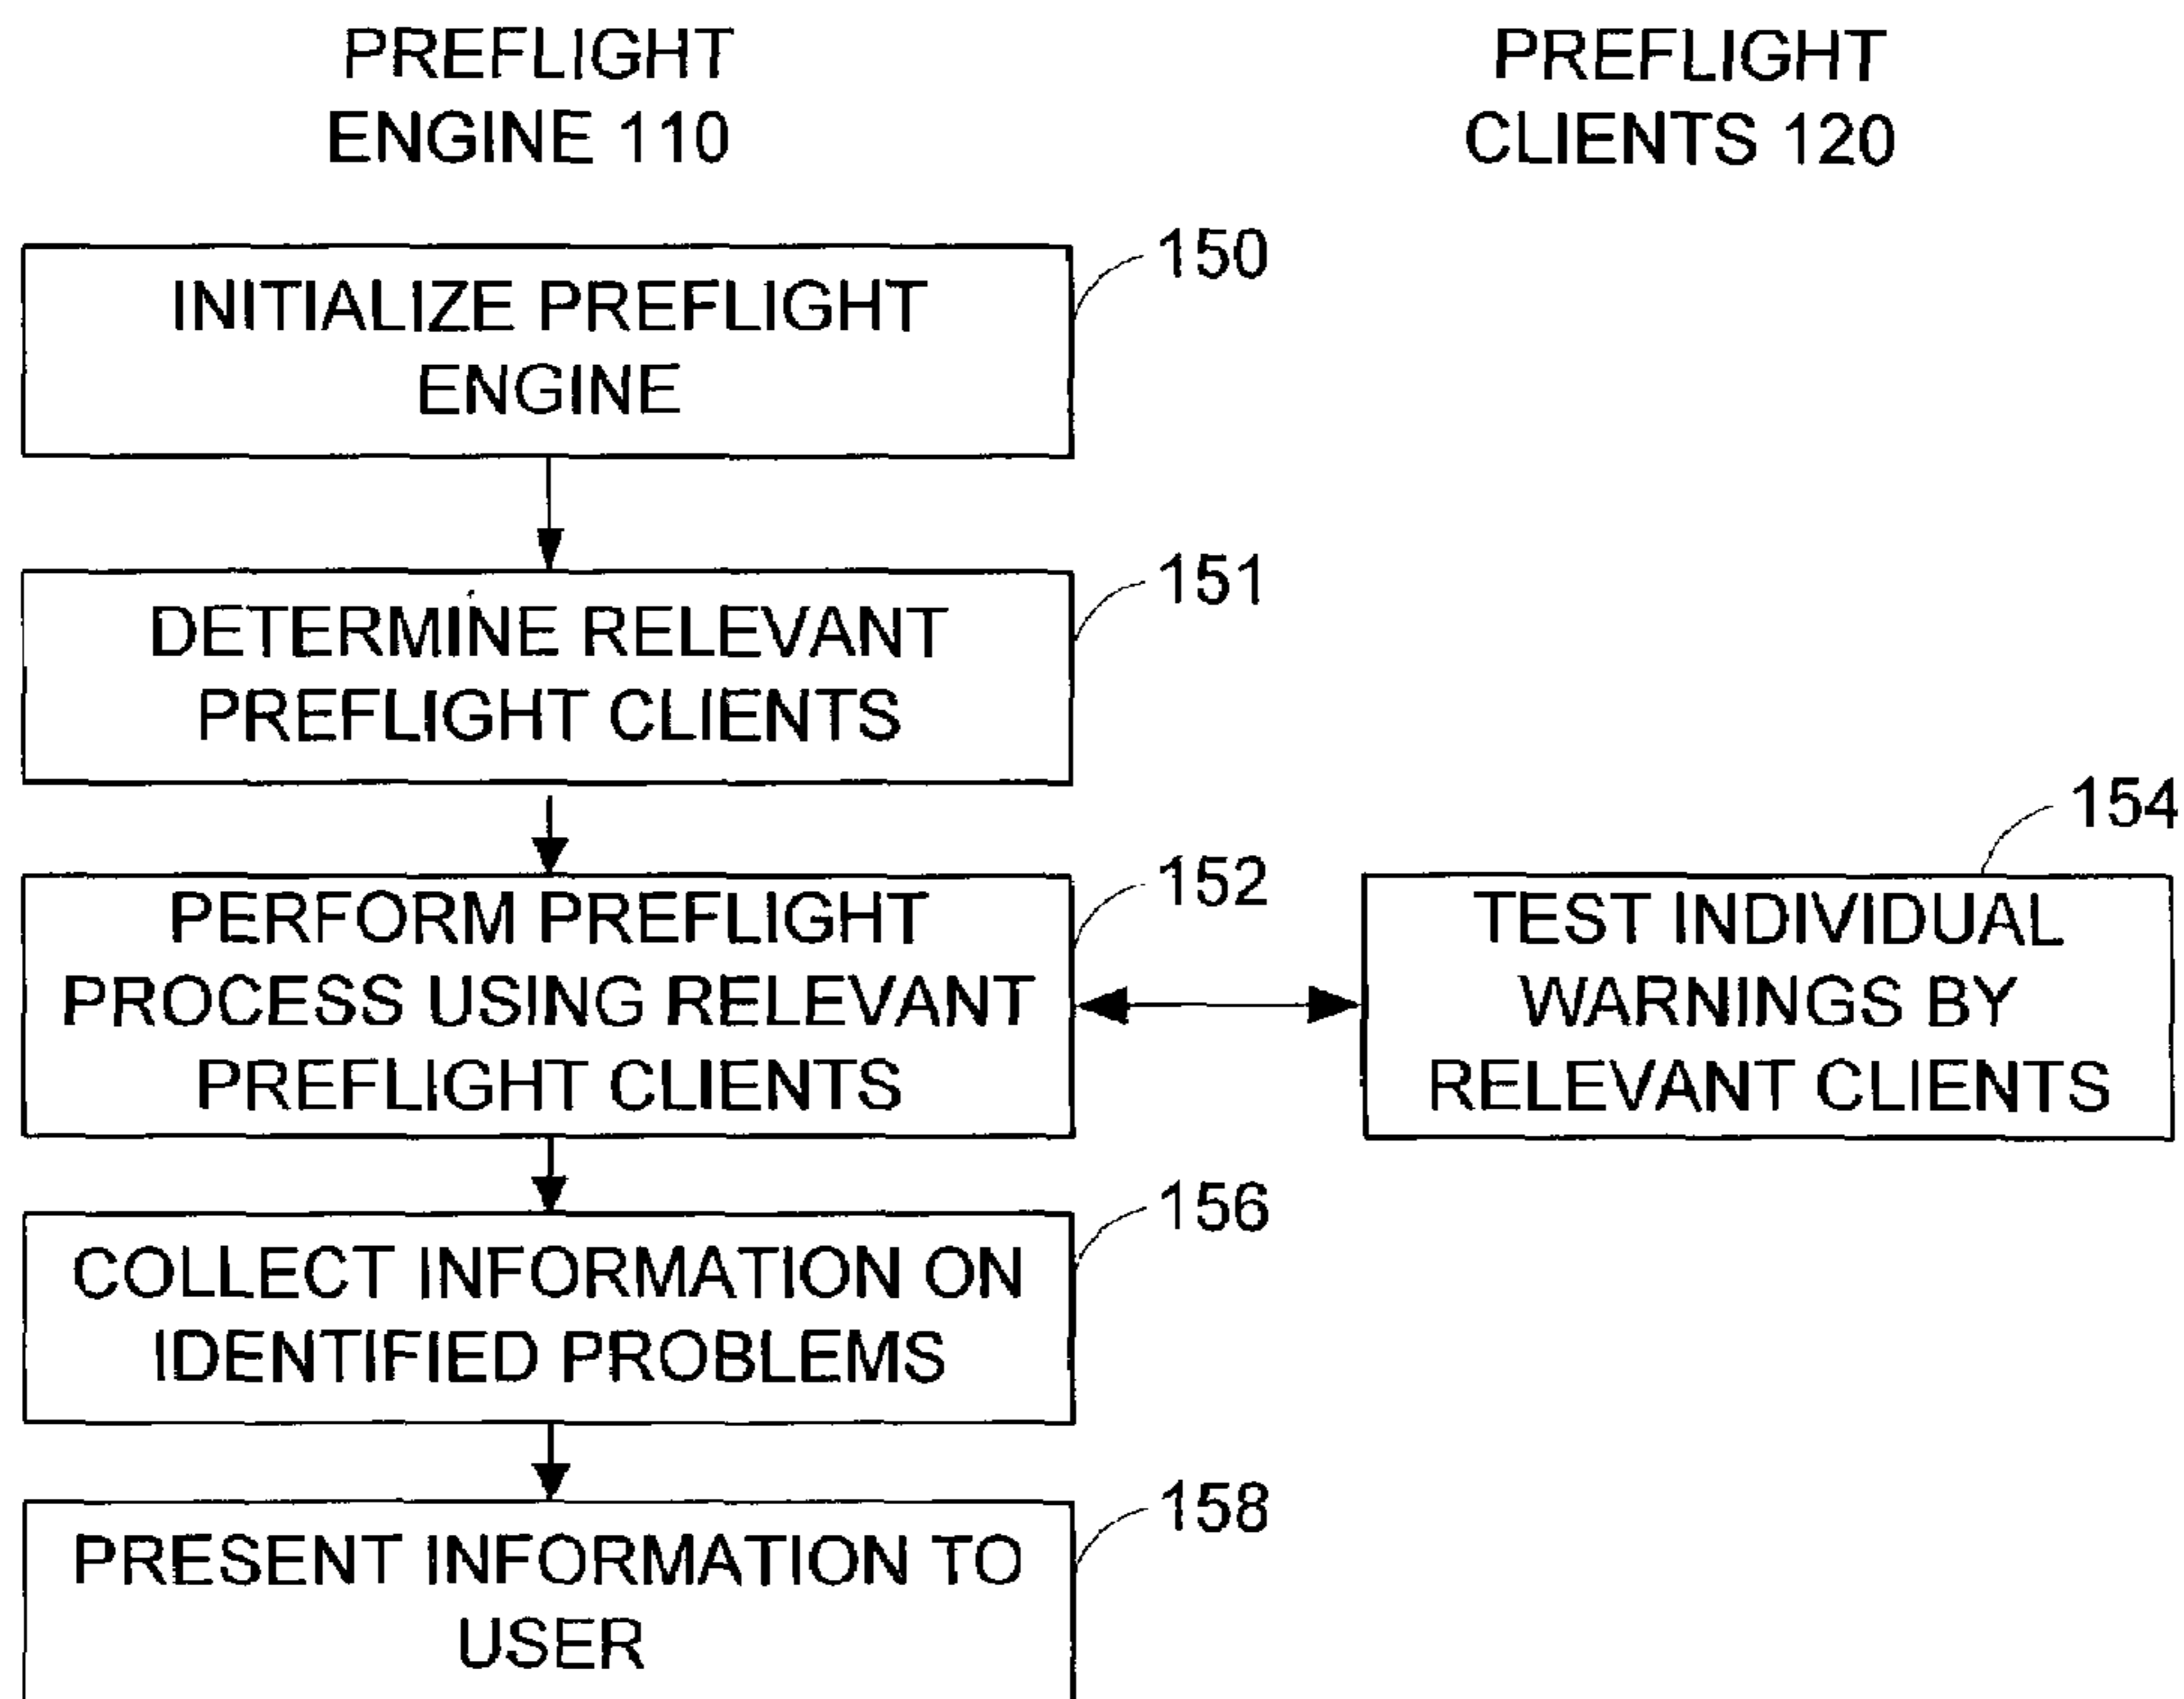 PREFLIGHT
ENGINE 110
PREFLIGHT
CLIENTS 120
150
INITIALIZE PREFLIGHT
ENGINE
151
DETERMINE RELEVANT
PREFLIGHT CLIENTS
152
PERFORM PREFLIGHT
PROCESS USING RELEVANT
PREFLIGHT CLIENTS
154
TEST INDIVIDUAL
WARNINGS BY
RELEVANT CLIENTS
156
COLLECT INFORMATION ON
IDENTIFIED PROBLEMS
158
PRESENT INFORMATION TO
USER